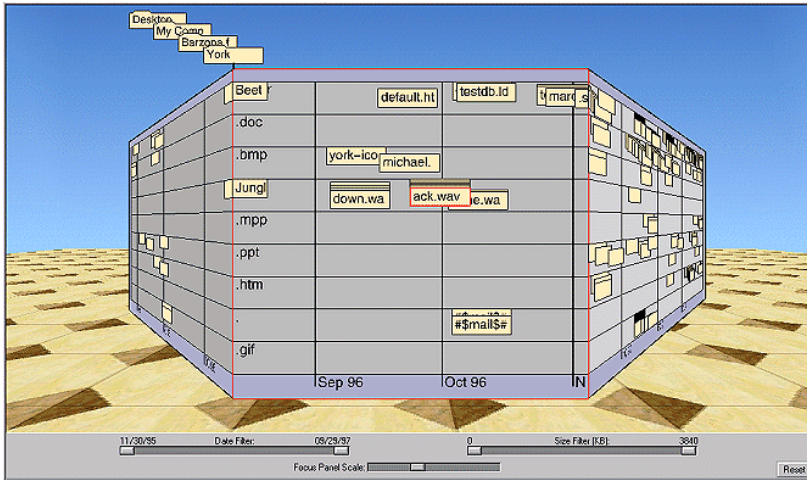 Desktop
My Comp
Barzona.f
York
Beet
default.ht
testdb.ld
marc
.s
.doc
.bmp
york-ico
michael.
Jungl
down.wa
ack.wav
e.wa
.mpp
.ppt
.htm
.
#$mail$#
.gif
Sep 96
Oct 96
N
11/30/95
Date Filter:
09/29/97
0
Size Filter [KB]:
3840
Focus Panel Scale:
Reset